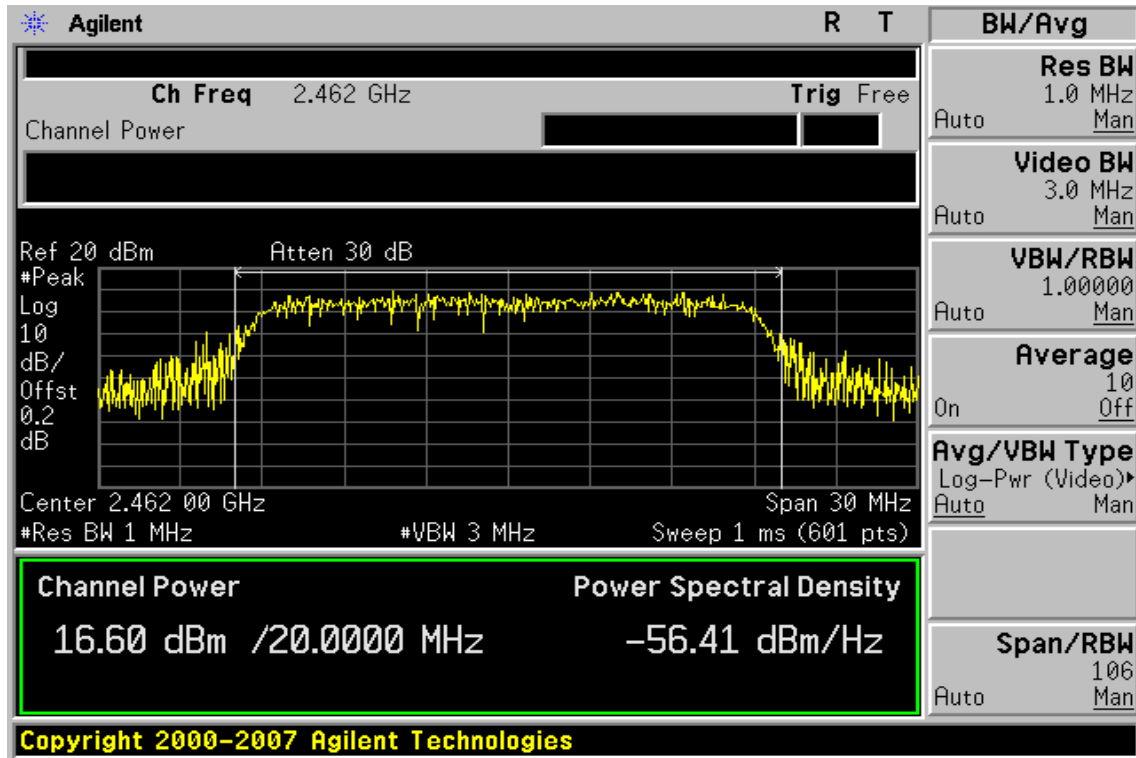 Agilent R T
Ch Freq 2.462 GHz Trig Free
Channel Power
Ref 20 dBm Atten 30 dB
#Peak
Log
10
dB/
Offst
0.2
dB
Center 2.462 00 GHz Span 30 MHz
#Res BW 1 MHz #VBW 3 MHz Sweep 1 ms (601 pts)
Channel Power Power Spectral Density
16.60 dBm /20.0000 MHz -56.41 dBm/Hz
Copyright 2000-2007 Agilent Technologies
BW/Avg
Res BW
1.0 MHz
Auto Man
Video BW
3.0 MHz
Auto Man
VBW/RBW
1.00000
Auto Man
Average
10
On Off
Avg/VBW Type
Log-Pwr (Video)▸
Auto Man
Span/RBW
106
Auto Man